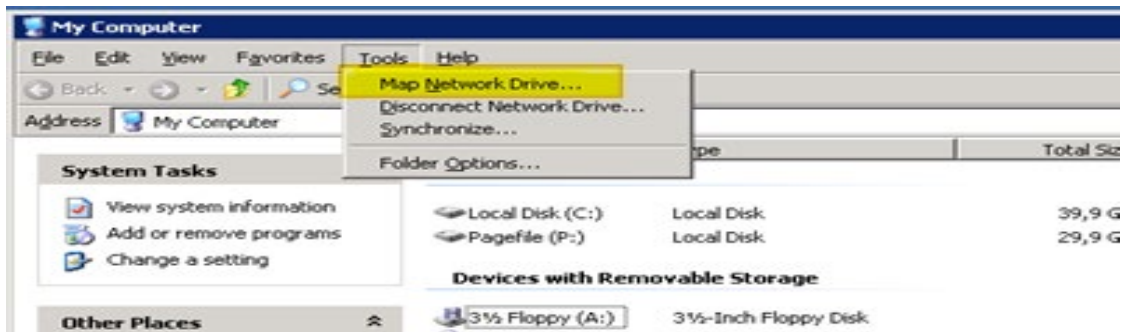 My Computer
File Edit View Favorites Tools Help
Back Se
Map Network Drive...
Disconnect Network Drive...
Synchronize...
Folder Options...
Address My Computer
pe Total Siz
System Tasks
View system information
Add or remove programs
Change a setting
Other Places
Local Disk (C:) Local Disk 39,9 G
Pagefile (P:) Local Disk 29,9 G
Devices with Removable Storage
3½ Floppy (A:) 3½-Inch Floppy Disk